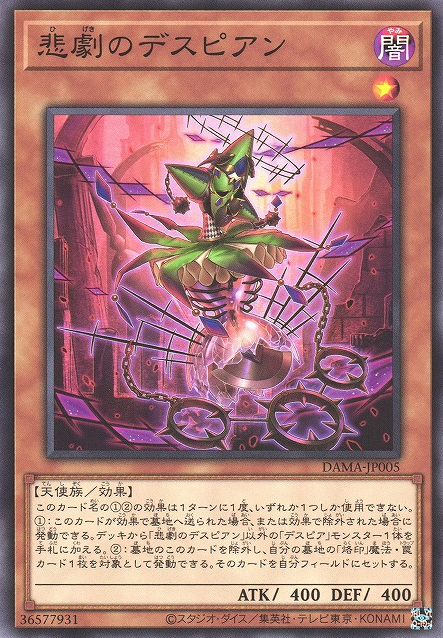 悲劇のデスピアン
闇
DAMA-JP005
【天使族/効果】
このカード名の①②の効果は1ターンに1度、いずれか1つしか使用できない。
①:このカードが効果で墓地へ送られた場合、または効果で除外された場合に
発動できる。デッキから「悲劇のデスピアン」以外の「デスピア」モンスター1体を
手札に加える。②:墓地のこのカードを除外し、自分の墓地の「烙印」魔法・罠
カード1枚を対象として発動できる。そのカードを自分フィールドにセットする。
ATK/ 400 DEF/ 400
36577931 ©スタジオ・ダイス/集英社・テレビ東京・KONAMI